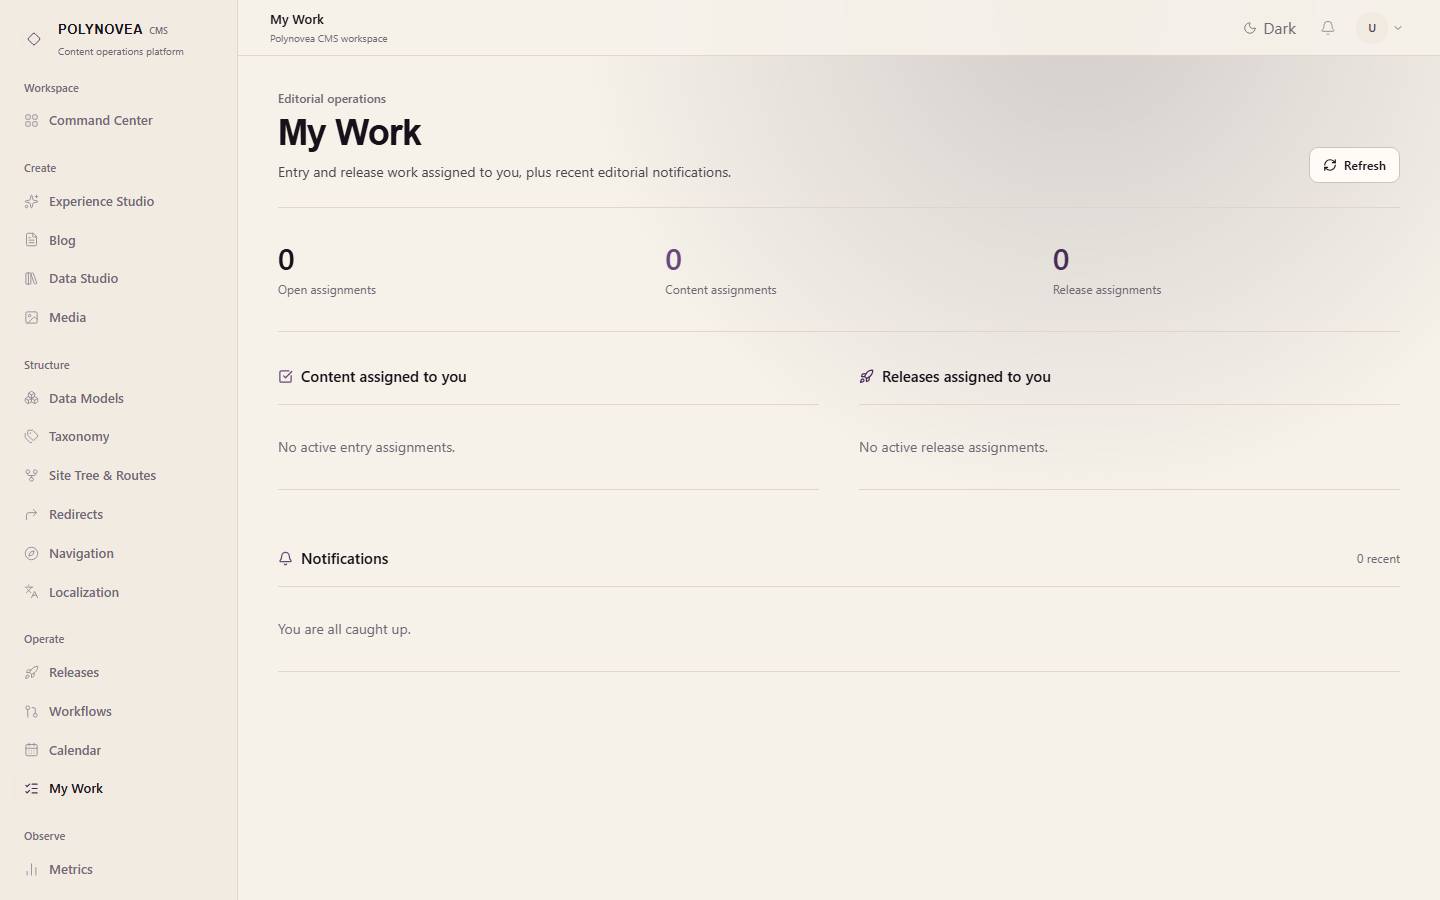 POLYNOVEA CMS
Content operations platform
Workspace
Command Center
Create
Experience Studio
Blog
Data Studio
Media
Structure
Data Models
Taxonomy
Site Tree & Routes
Redirects
Navigation
Localization
Operate
Releases
Workflows
Calendar
My Work
Observe
Metrics
My Work
Polynovea CMS workspace
Dark
U
Editorial operations
My Work
Entry and release work assigned to you, plus recent editorial notifications.
Refresh
0
Open assignments
0
Content assignments
0
Release assignments
Content assigned to you
No active entry assignments.
Releases assigned to you
No active release assignments.
Notifications
0 recent
You are all caught up.